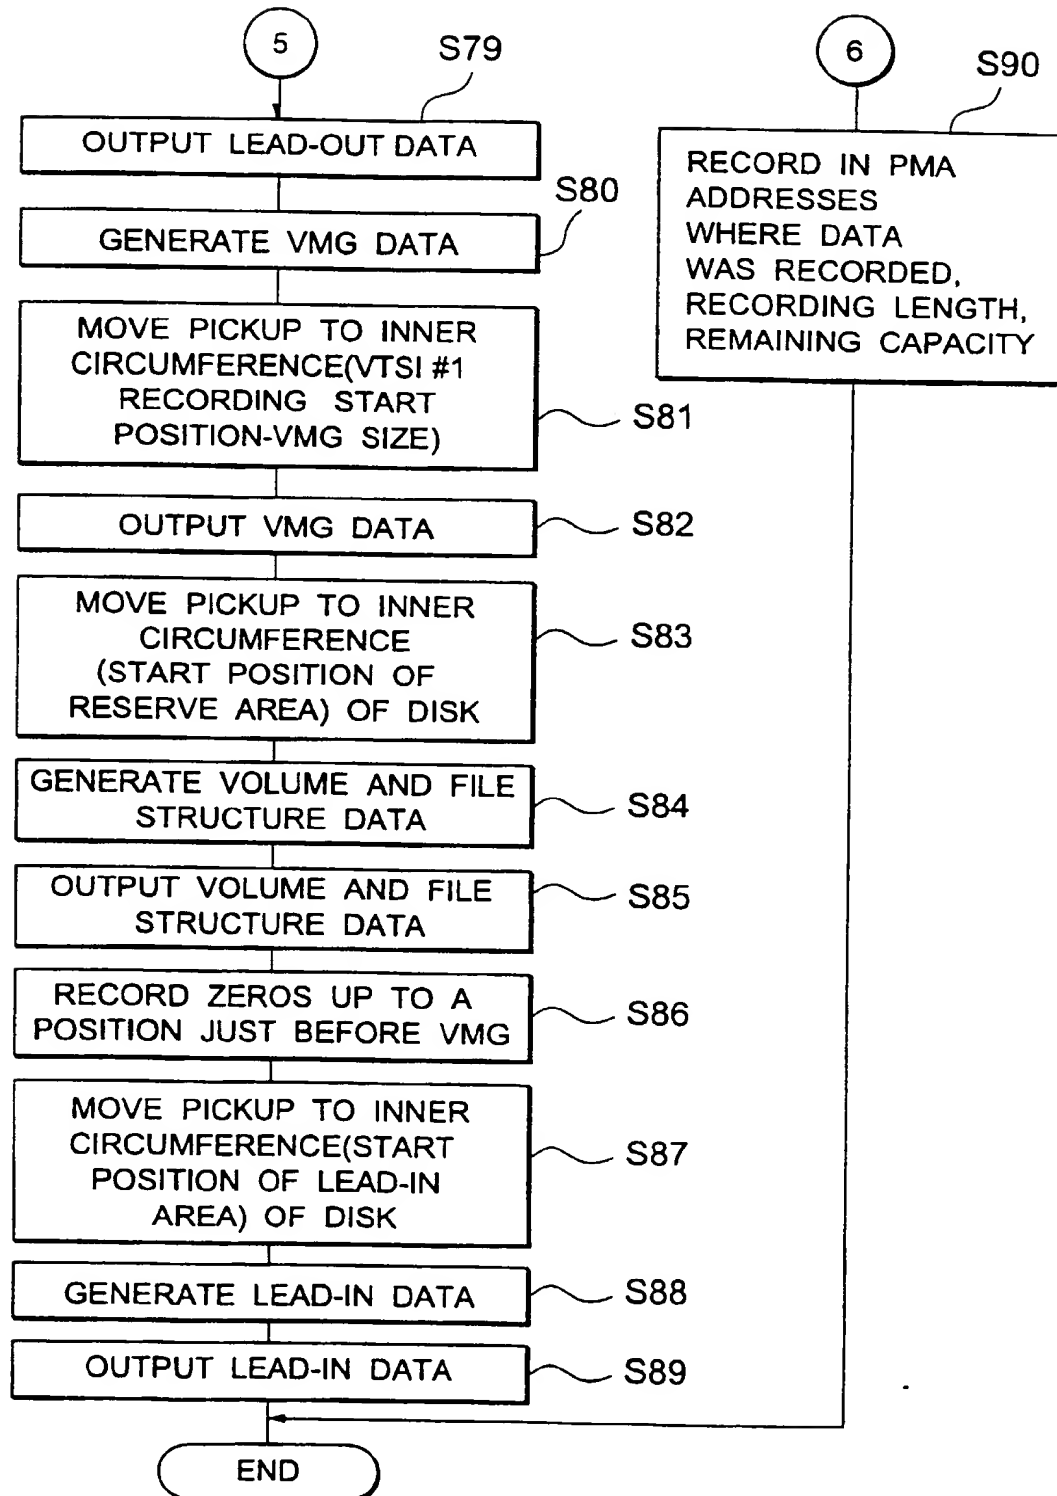 5
S79
OUTPUT LEAD-OUT DATA
S80
GENERATE VMG DATA
MOVE PICKUP TO INNER
CIRCUMFERENCE(VTSI #1
RECORDING START
POSITION-VMG SIZE)
S81
OUTPUT VMG DATA
S82
MOVE PICKUP TO INNER
CIRCUMFERENCE
(START POSITION OF
RESERVE AREA) OF DISK
S83
GENERATE VOLUME AND FILE
STRUCTURE DATA
S84
OUTPUT VOLUME AND FILE
STRUCTURE DATA
S85
RECORD ZEROS UP TO A
POSITION JUST BEFORE VMG
S86
MOVE PICKUP TO INNER
CIRCUMFERENCE(START
POSITION OF LEAD-IN
AREA) OF DISK
S87
GENERATE LEAD-IN DATA
S88
OUTPUT LEAD-IN DATA
S89
END
6
S90
RECORD IN PMA
ADDRESSES
WHERE DATA
WAS RECORDED,
RECORDING LENGTH,
REMAINING CAPACITY